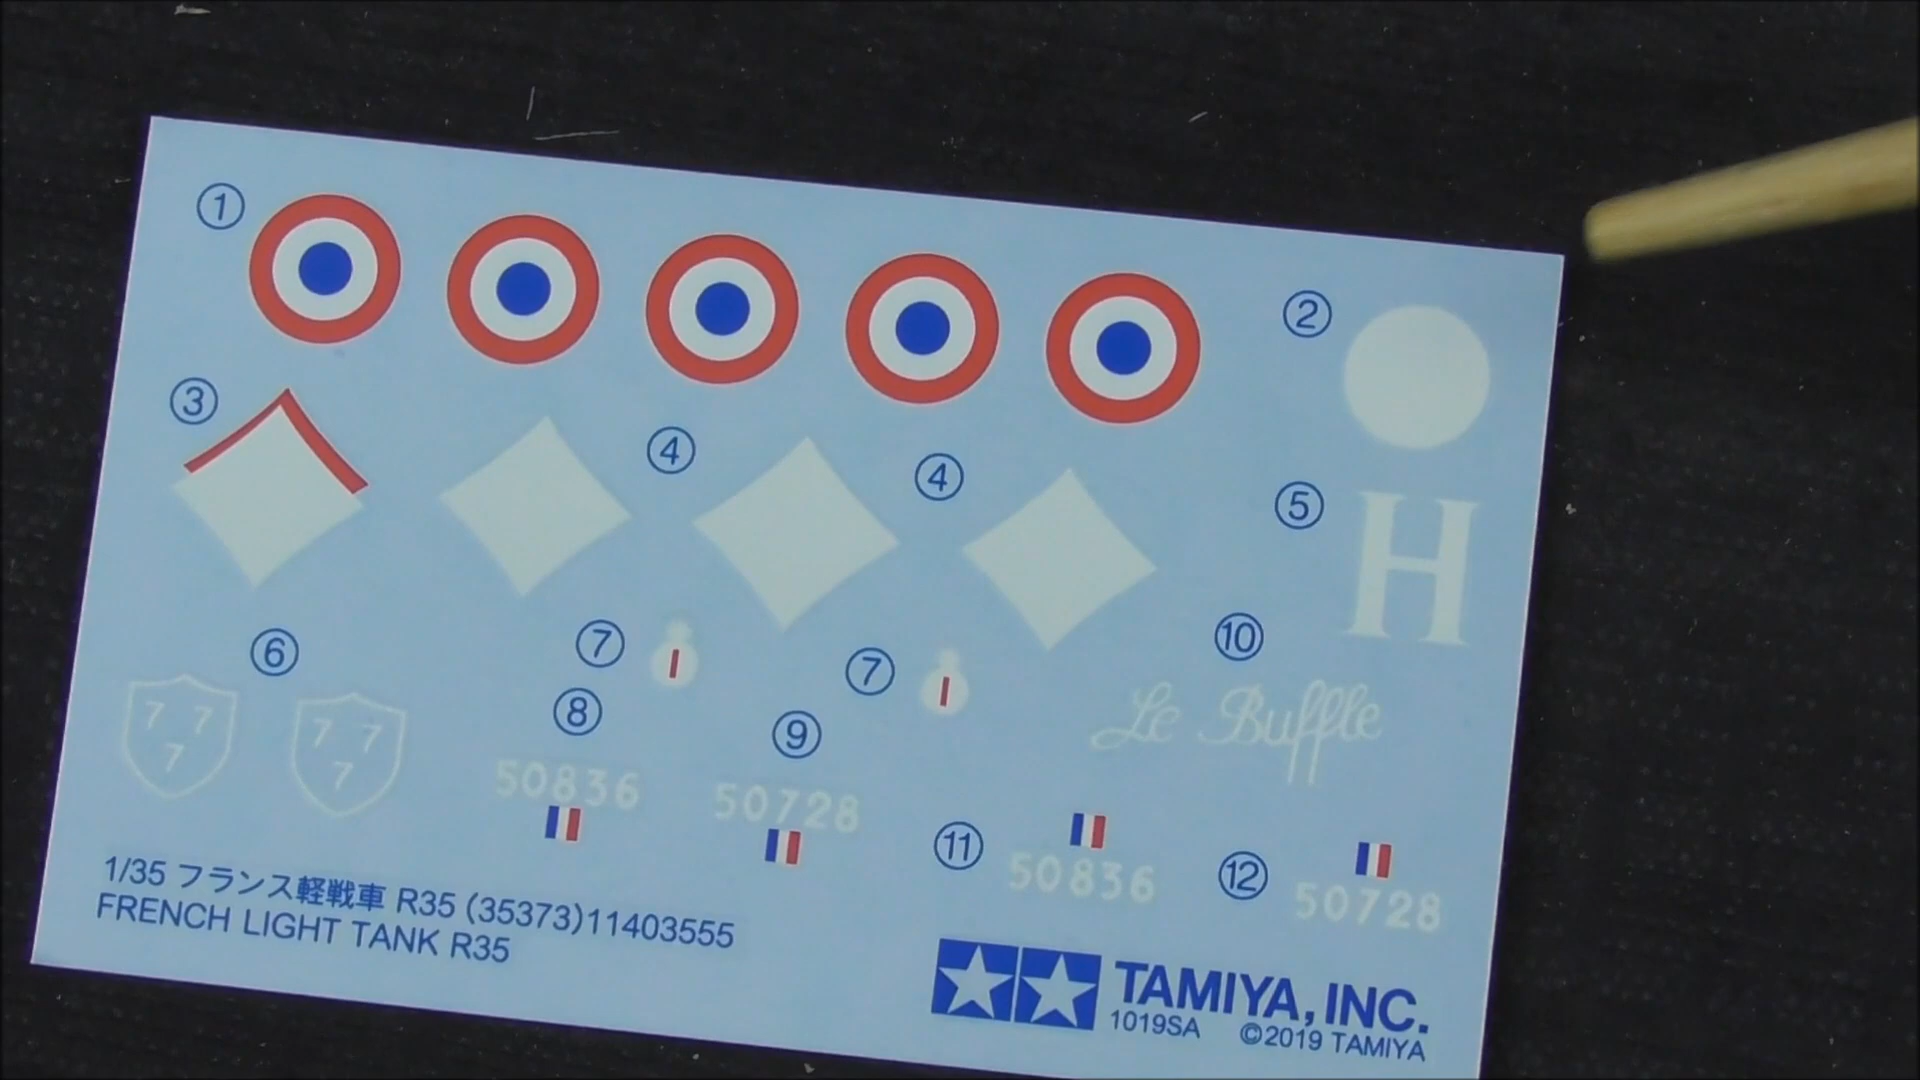 ①
②
③
④
④
⑤
H
⑥
7 7
7
7 7
7
⑦
I
⑦
I
⑧
50836
⑨
50728
⑩
Le Buffle
⑪
50836
⑫
50728
1/35 フランス軽戦車 R35 (35373)11403555
FRENCH LIGHT TANK R35
TAMIYA, INC.
1019SA ©2019 TAMIYA